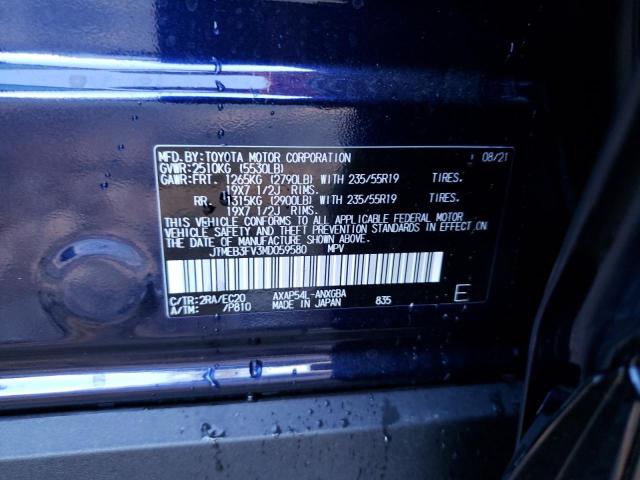 MFD. BY: TOYOTA MOTOR CORPORATION 08/21
GVWR: 2510KG (5530LB)
GAWR: FRT. 1265KG (2790LB) WITH 235/55R19 TIRES.
19X7 1/2J RIMS.
RR. 1315KG (2900LB) WITH 235/55R19 TIRES.
19X7 1/2J RIMS.
THIS VEHICLE CONFORMS TO ALL APPLICABLE FEDERAL MOTOR
VEHICLE SAFETY AND THEFT PREVENTION STANDARDS IN EFFECT
ON THE DATE OF MANUFACTURE SHOWN ABOVE.
JTMEB3FV3MD059580 MPV
C/TR: 2RA/EC20 AXAP54L-ANXGBA E
A/TM: /P810 MADE IN JAPAN 835